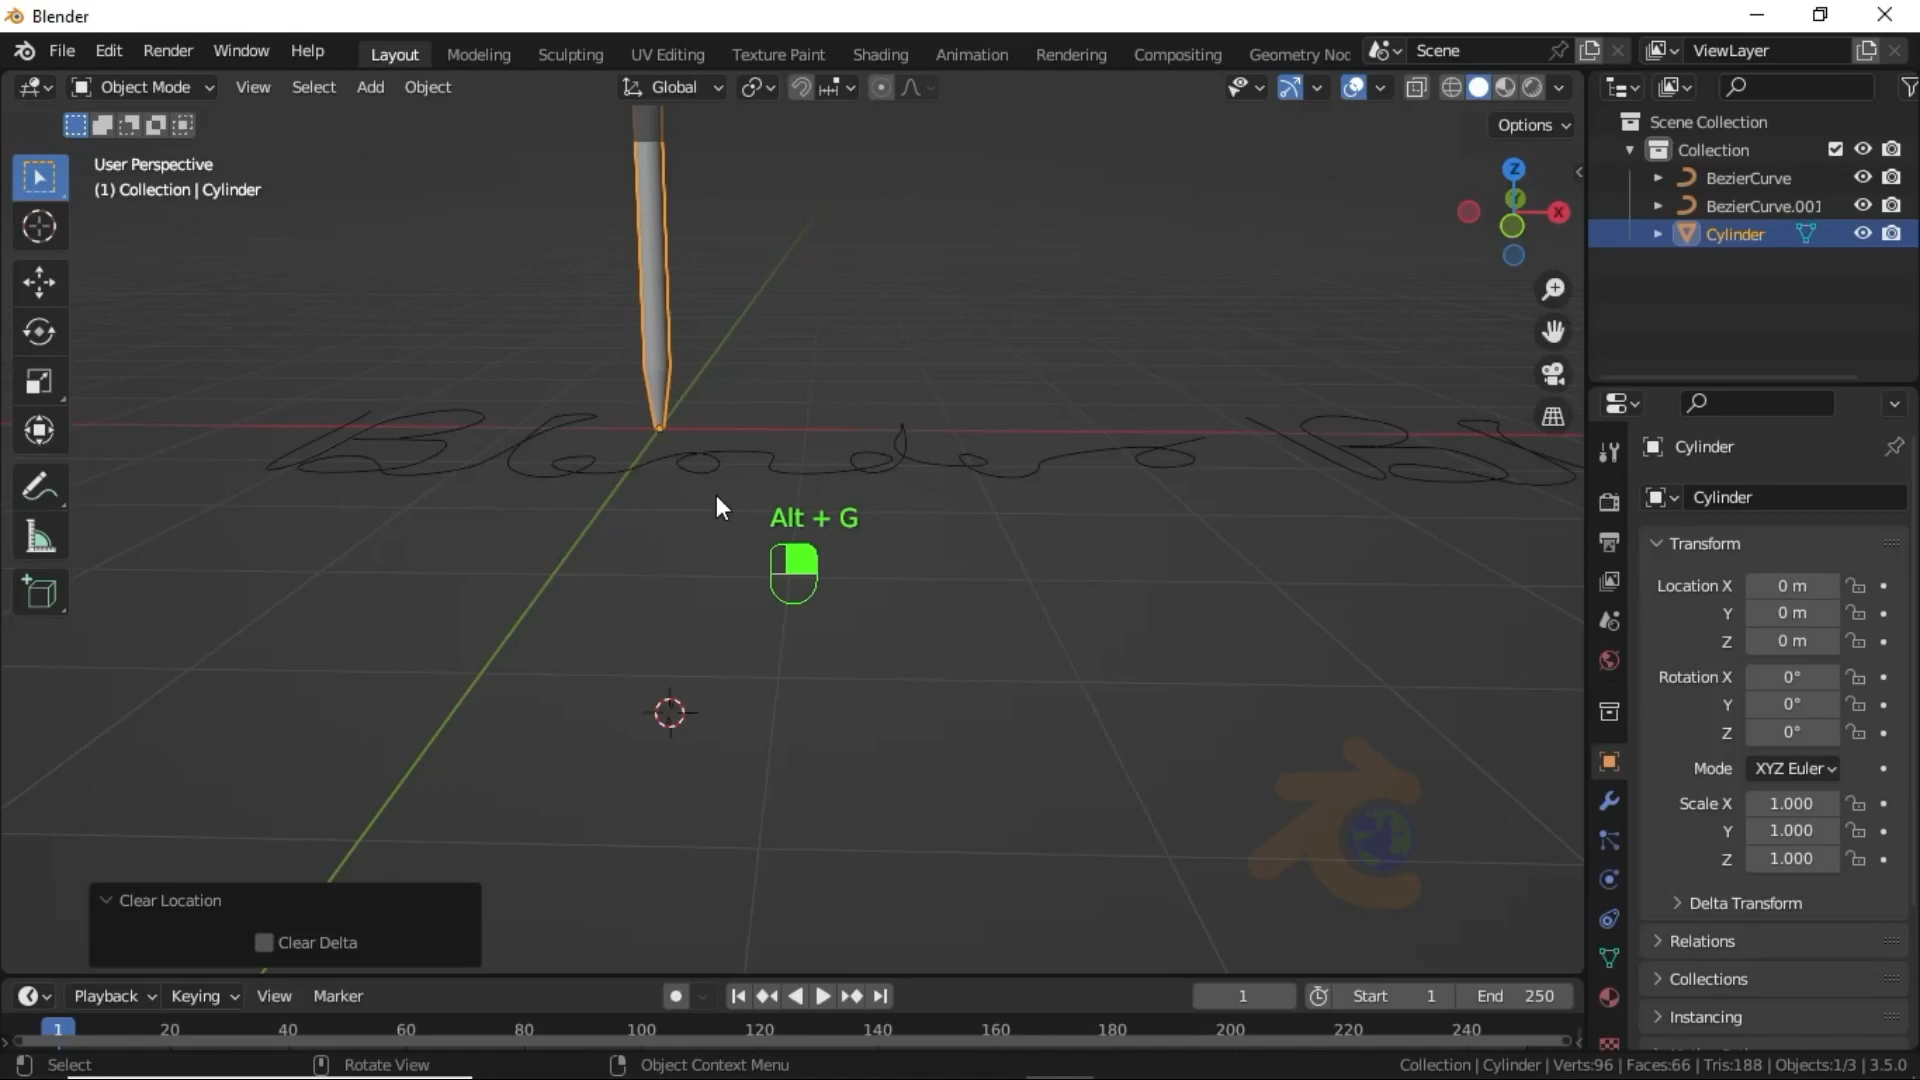 Blender
File Edit Render Window Help Layout Modeling Sculpting UV Editing Texture Paint Shading Animation Rendering Compositing Geometry Noc Scene ViewLayer
Object Mode View Select Add Object Global
Options
User Perspective
(1) Collection | Cylinder
Z
Y
X
Scene Collection
Collection
BezierCurve
BezierCurve.001
Cylinder
Blender Bl
Alt + G
Cylinder
Cylinder
Transform
Location X 0 m
Y 0 m
Z 0 m
Rotation X 0°
Y 0°
Z 0°
Mode XYZ Euler
Scale X 1.000
Y 1.000
Z 1.000
Delta Transform
Relations
Collections
Instancing
Clear Location
Clear Delta
Playback Keying View Marker 1 Start 1 End 250
1 20 40 60 80 100 120 140 160 180 200 220 240
Select Rotate View Object Context Menu Collection | Cylinder | Verts:96 | Faces:66 | Tris:188 | Objects:1/3 | 3.5.0